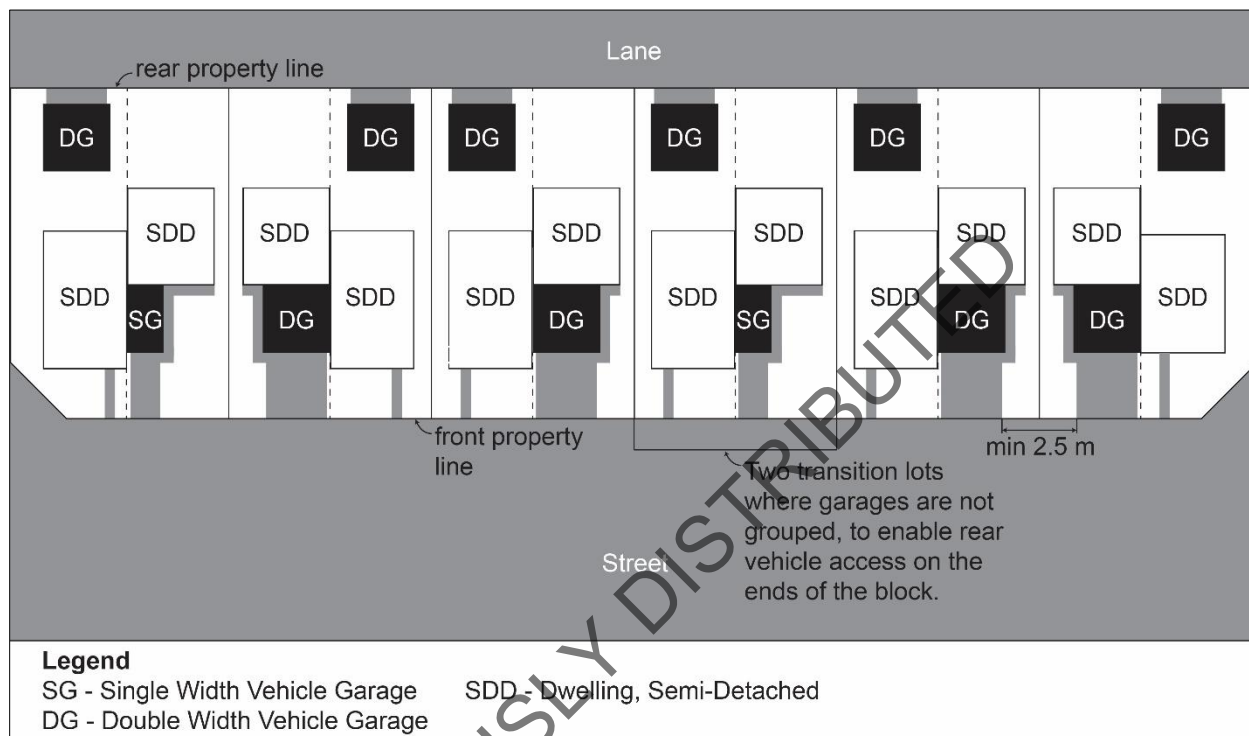 Lane
rear property line
DG DG DG DG DG DG
SDD SDD SDD SDD SDD SDD
SDD SDD SDD SDD SDD SDD
SG DG DG SG DG DG
front property
line
min 2.5 m
Two transition lots
where garages are not
grouped, to enable rear
vehicle access on the
ends of the block.
Street
Legend
SG - Single Width Vehicle Garage SDD - Dwelling, Semi-Detached
DG - Double Width Vehicle Garage
SLY DISTRIBUTED